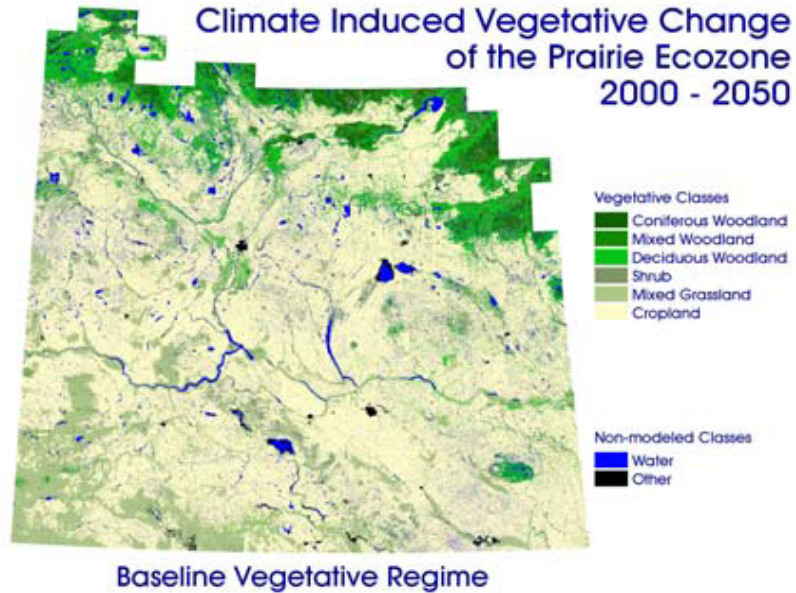 Climate Induced Vegetative Change
of the Prairie Ecozone
2000 - 2050
Vegetative Classes
Coniferous Woodland
Mixed Woodland
Deciduous Woodland
Shrub
Mixed Grassland
Cropland
Non-modeled Classes
Water
Other
Baseline Vegetative Regime